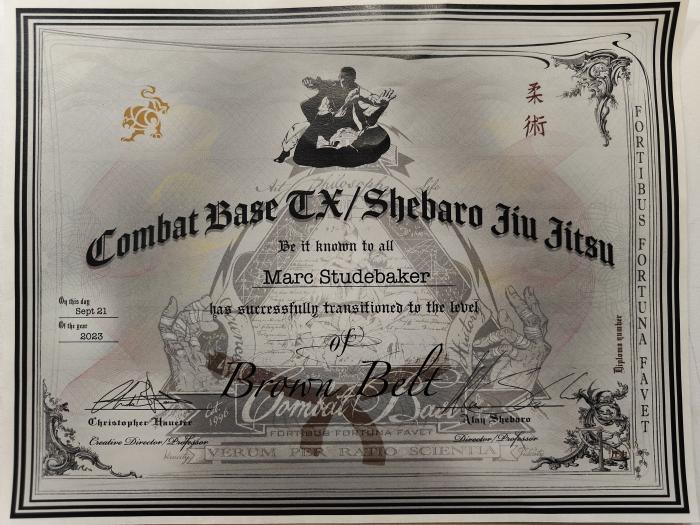 柔
術
FORTIBUS FORTUNA FAVET
Art Philosophy Life
Combat Base TX/Shebaro Jiu Jitsu
Be it known to all
Marc Studebaker
has successfully transitioned to the level
of
Brown Belt
On this day
Sept 21
Of the year
2023
Diploma number
Est. 1996
Combat Base
FORTIBUS FORTUNA FAVET
VERUM PER RATIO SCIENTIA
Christopher Haueter
Creative Director/Professor
Alan Shebaro
Director/Professor